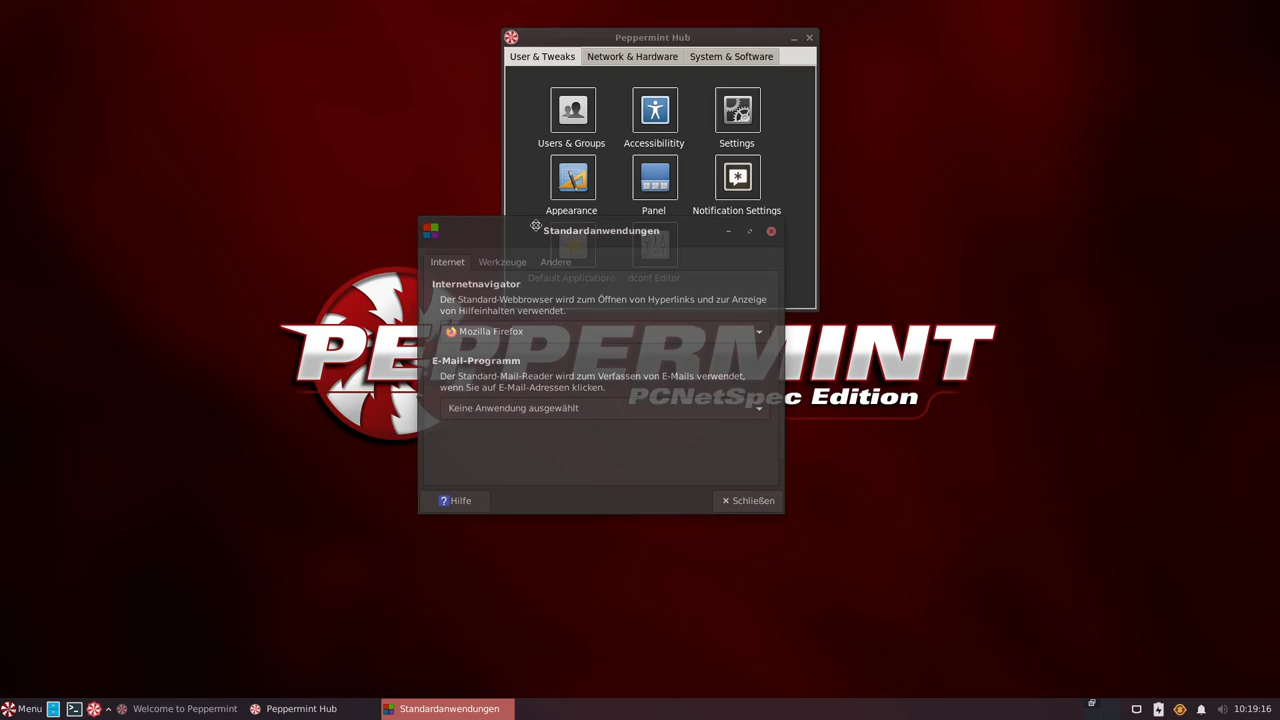 Peppermint Hub
User & Tweaks
Network & Hardware
System & Software
Users & Groups
Accessibilitity
Settings
Appearance
Panel
Notification Settings
Standardanwendungen
Internet
Werkzeuge
Andere
Default Applications
dconf Editor
Internetnavigator
Der Standard-Webbrowser wird zum Öffnen von Hyperlinks und zur Anzeige
von Hilfeinhalten verwendet.
Mozilla Firefox
E-Mail-Programm
Der Standard-Mail-Reader wird zum Verfassen von E-Mails verwendet,
wenn Sie auf E-Mail-Adressen klicken.
Keine Anwendung ausgewählt
Hilfe
Schließen
PEPPERMINT
PCNetSpec Edition
Menu
Welcome to Peppermint
Peppermint Hub
Standardanwendungen
10:19:16